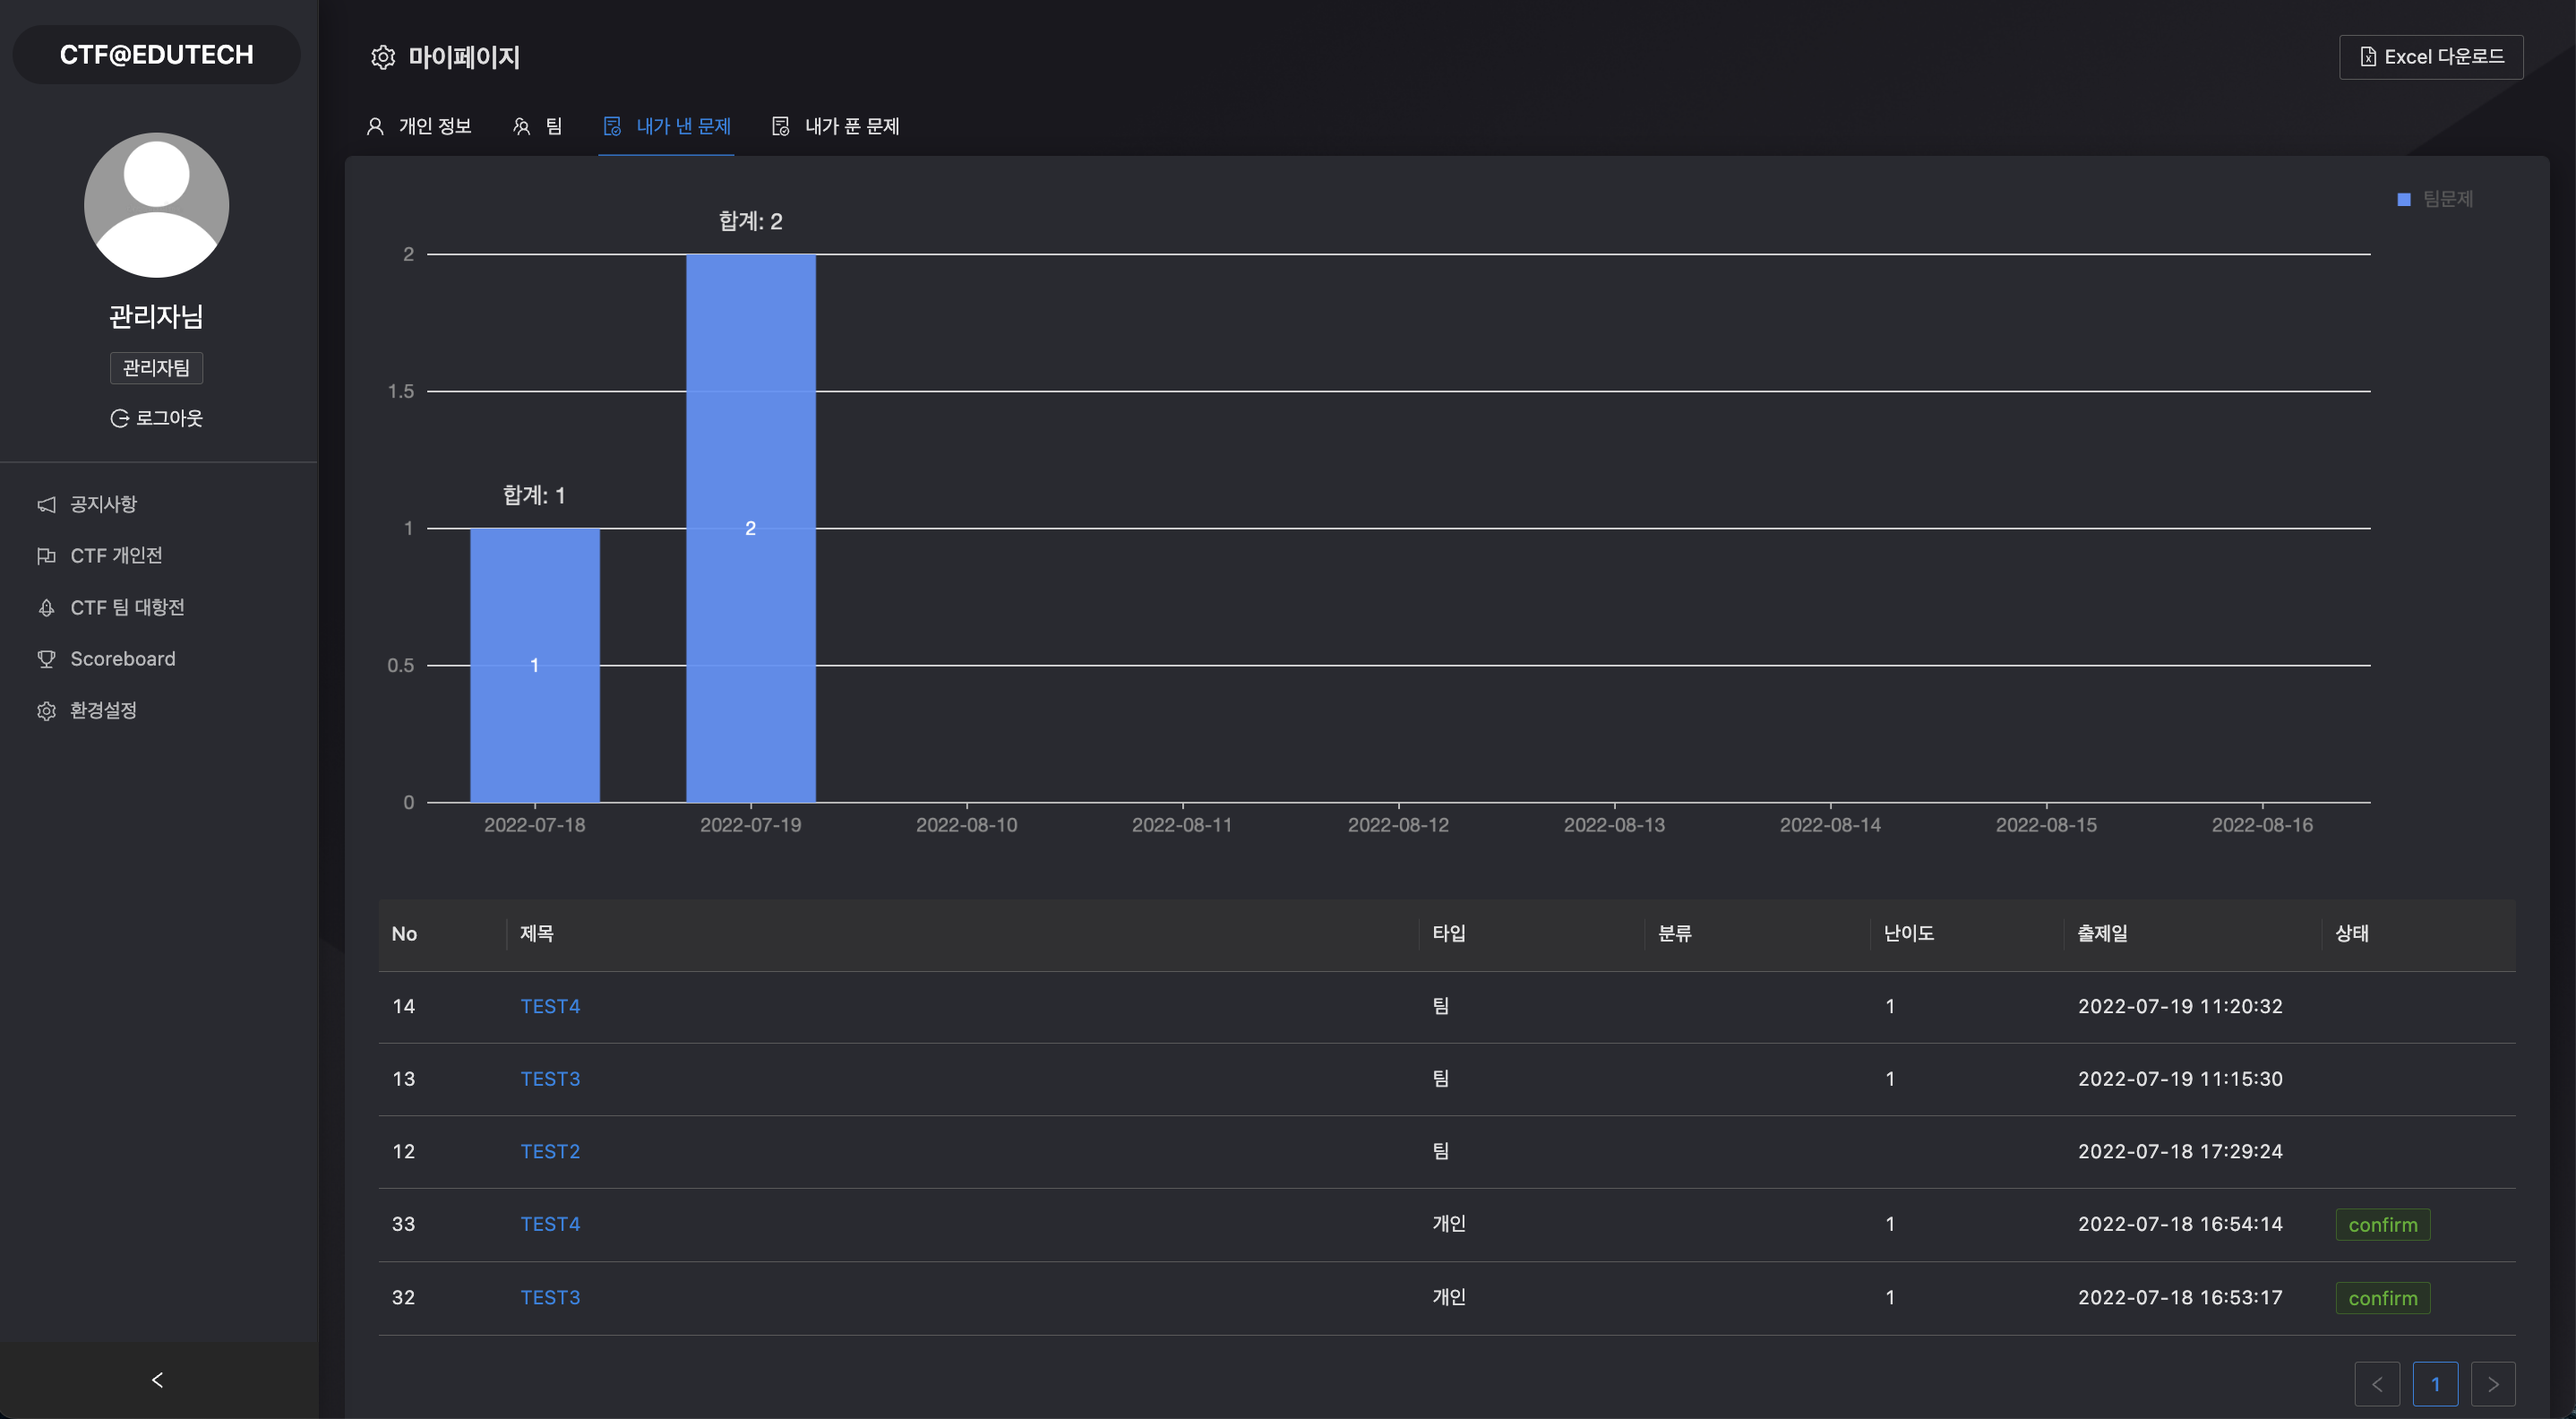 CTF@EDUTECH
관리자님
관리자팀
로그아웃
공지사항
CTF 개인전
CTF 팀 대항전
Scoreboard
환경설정
마이페이지
Excel 다운로드
개인 정보 팀 내가 낸 문제 내가 푼 문제
팀문제
합계: 2
2
1.5
합계: 1
1 2
0.5 1
0
2022-07-18 2022-07-19 2022-08-10 2022-08-11 2022-08-12 2022-08-13 2022-08-14 2022-08-15 2022-08-16
No 제목 타입 분류 난이도 출제일 상태
14 TEST4 팀 1 2022-07-19 11:20:32
13 TEST3 팀 1 2022-07-19 11:15:30
12 TEST2 팀 2022-07-18 17:29:24
33 TEST4 개인 1 2022-07-18 16:54:14 confirm
32 TEST3 개인 1 2022-07-18 16:53:17 confirm
1